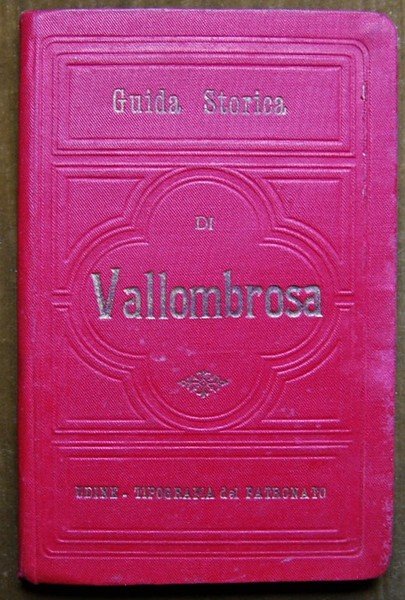 Guida Storica
DI
Vallombrosa
UDINE - TIPOGRAFIA del PATRONATO